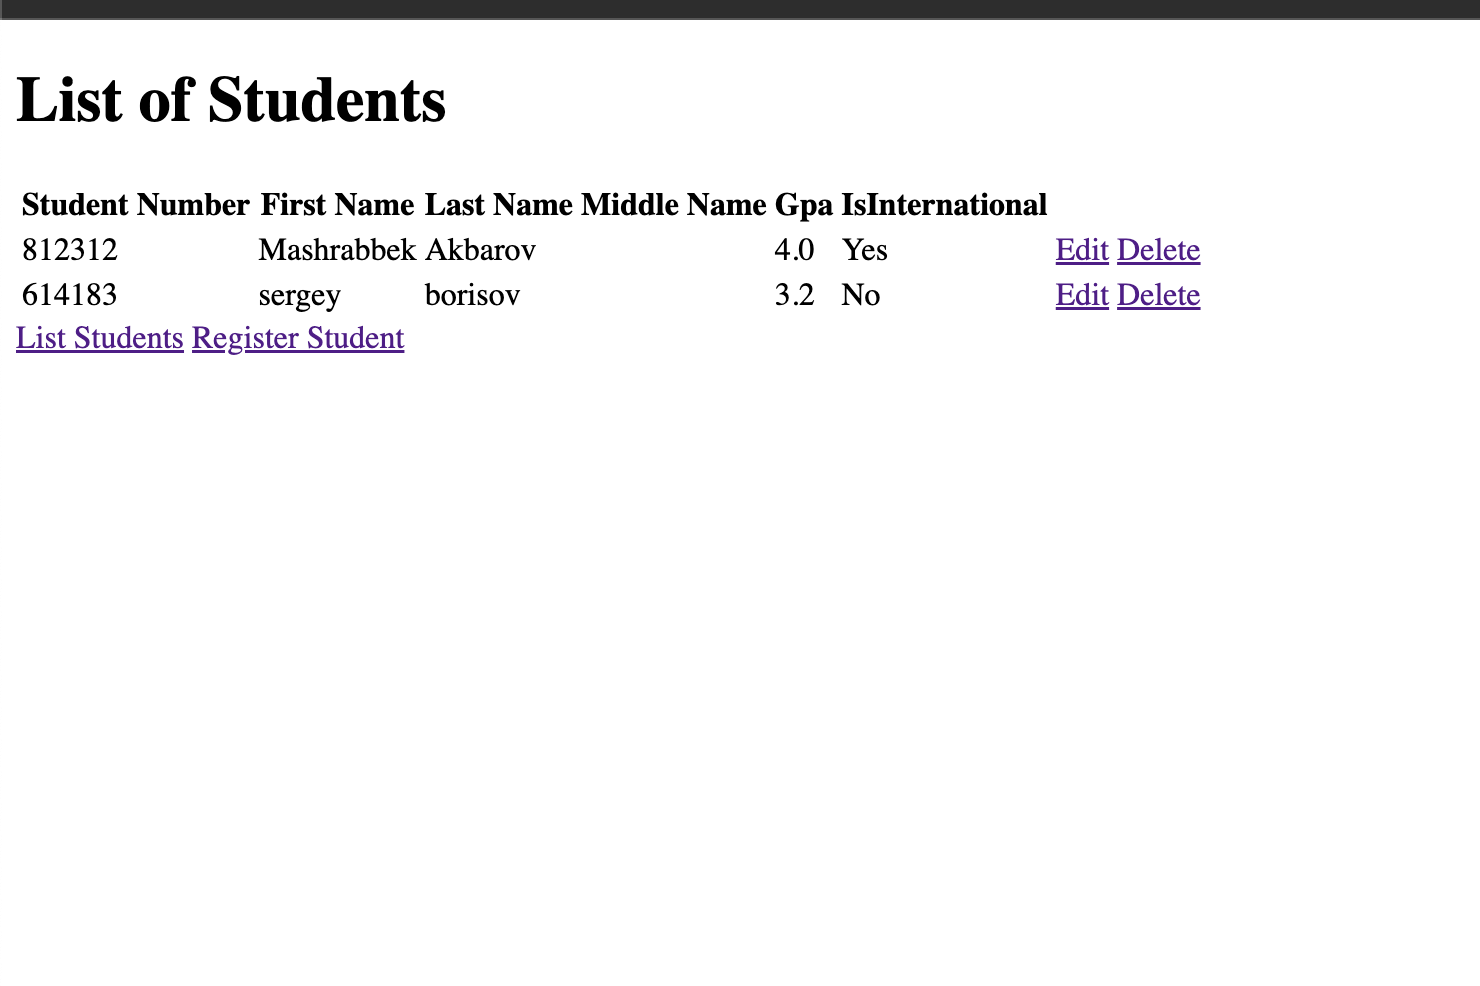 List of Students
Student Number First Name Last Name Middle Name Gpa IsInternational
812312 Mashrabbek Akbarov 4.0 Yes Edit Delete
614183 sergey borisov 3.2 No Edit Delete
List Students Register Student